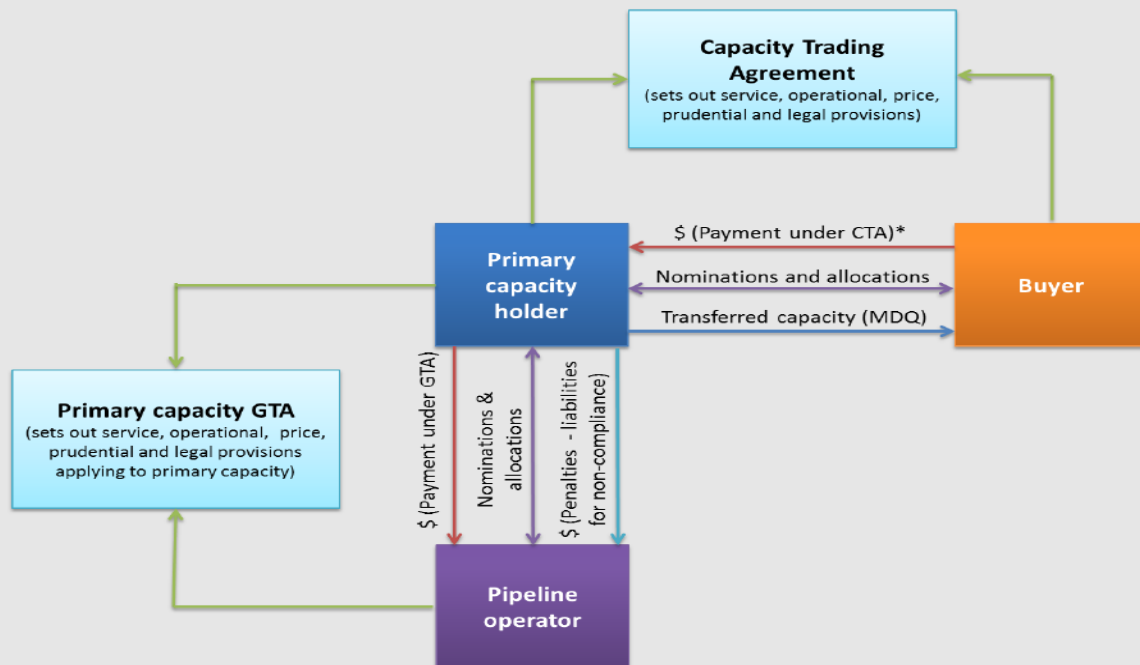 Capacity Trading
Agreement
(sets out service, operational, price,
prudential and legal provisions)
$ (Payment under CTA)*
Primary
capacity
holder
Nominations and allocations
Buyer
Transferred capacity (MDQ)
Primary capacity GTA
(sets out service, operational, price,
prudential and legal provisions
applying to primary capacity)
$ (Payment under GTA)
Nominations &
allocations
$ (Penalties - liabilities
for non-compliance)
Pipeline
operator